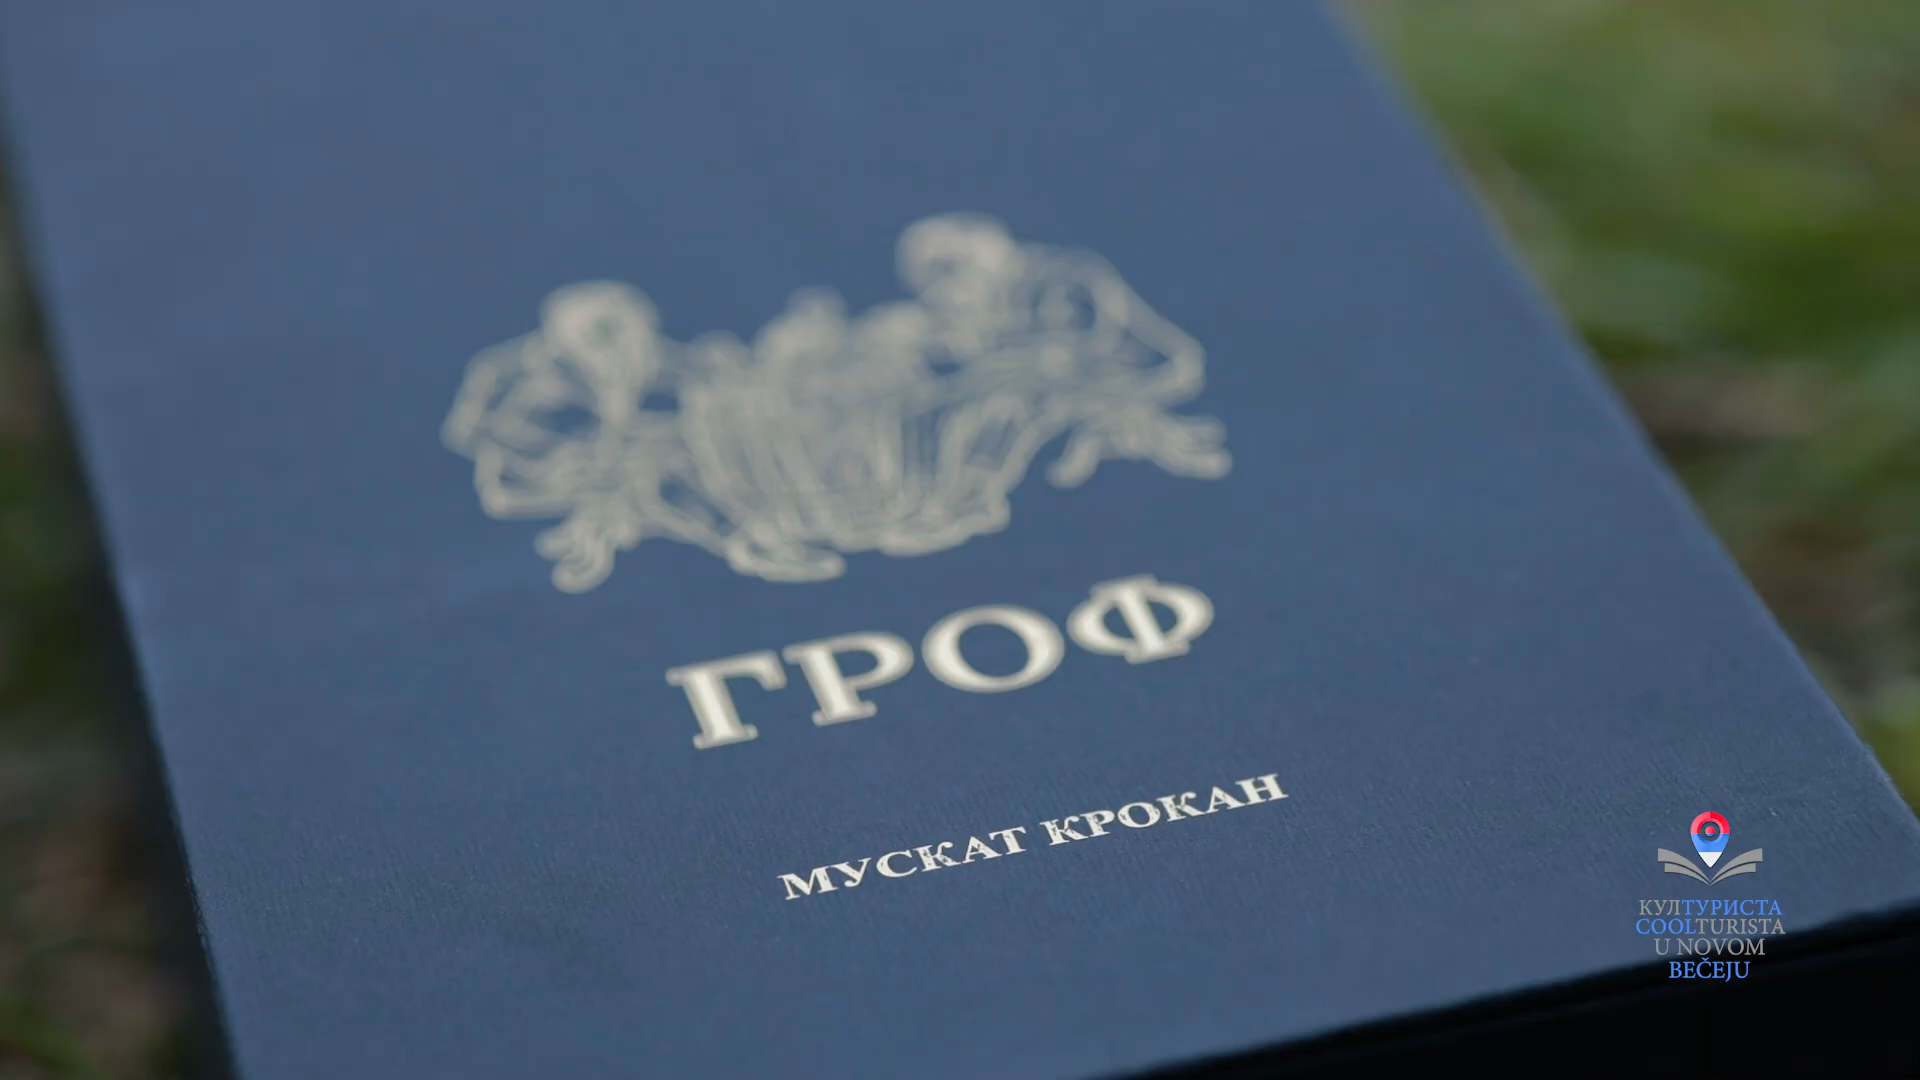 ГРОФ
МУСКАТ КРОКАН
КУЛТУРИСТА
COOLTURISTA
U NOVOM
BEČEJU